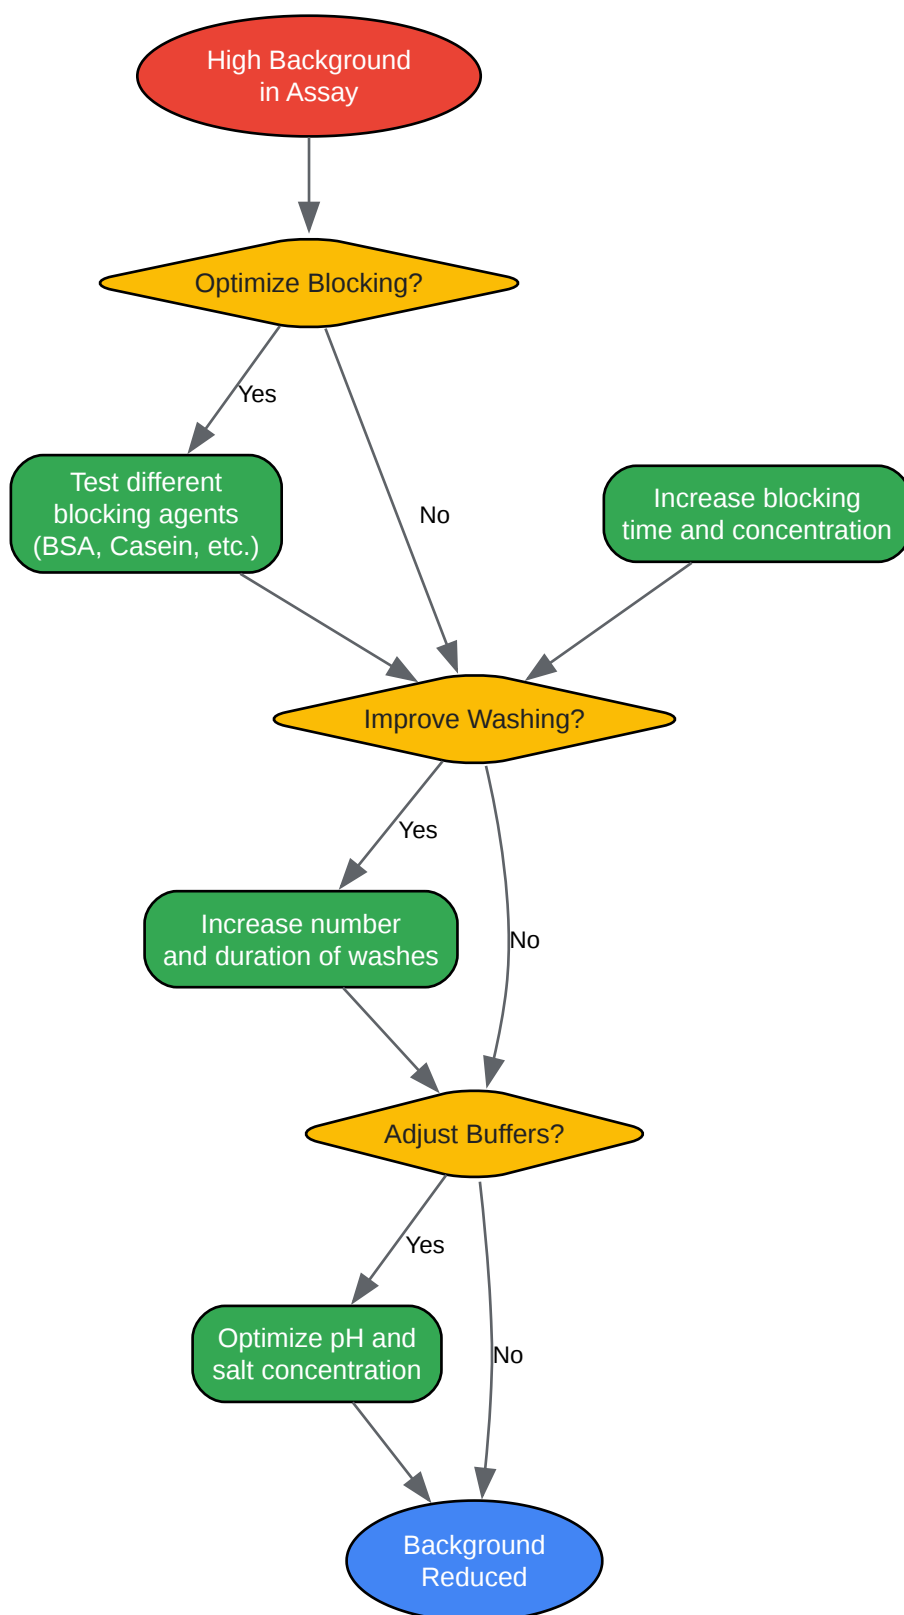 High Background
in Assay
Optimize Blocking?
Yes
No
Test different
blocking agents
(BSA, Casein, etc.)
Increase blocking
time and concentration
Improve Washing?
Yes
No
Increase number
and duration of washes
Adjust Buffers?
Yes
No
Optimize pH and
salt concentration
Background
Reduced